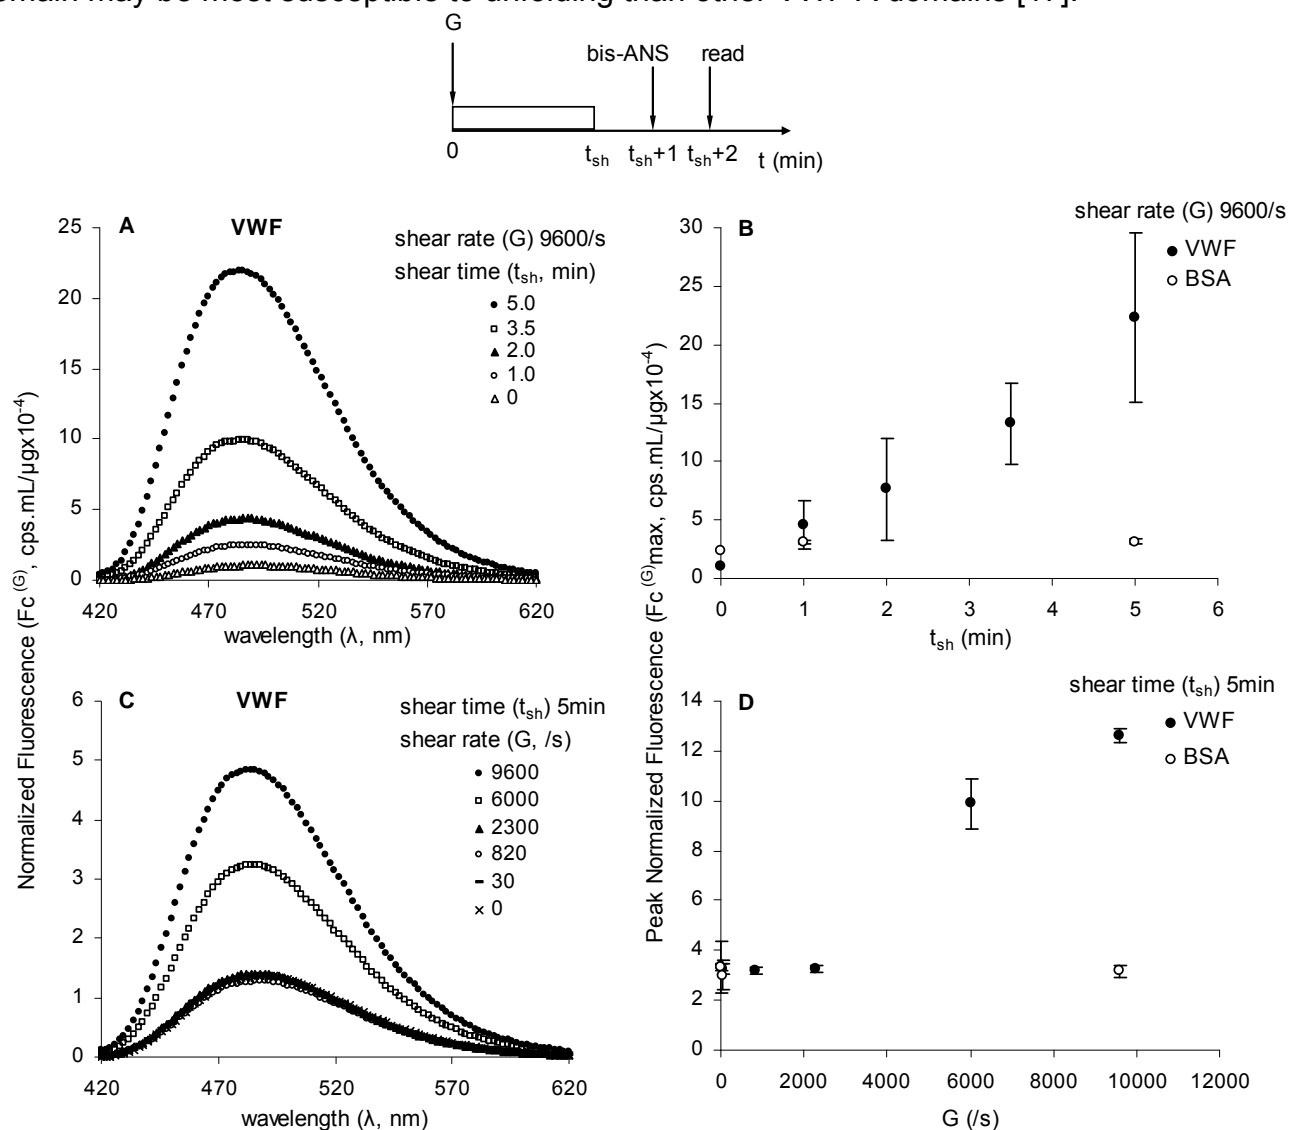 domain may be most susceptible to unfolding than other VWF-A domains
G
bis-ANS read
0 tsh tsh+1 tsh+2 t (min)
A VWF
shear rate (G) 9600/s
shear time (tsh, min)
5.0
3.5
2.0
1.0
0
25
20
15
10
5
0
420 470 520 570 620
wavelength (λ, nm)
Normalized Fluorescence (Fc (G), cps.mL/μgx10-4)
B
shear rate (G) 9600/s
VWF
BSA
30
25
20
15
10
5
0
0 1 2 3 4 5 6
tsh (min)
Peak Normalized Fluorescence (Fc (G)max, cps.mL/μgx10-4)
C VWF
shear time (tsh) 5min
shear rate (G, /s)
9600
6000
2300
820
30
0
6
5
4
3
2
1
0
420 470 520 570 620
wavelength (λ, nm)
D
shear time (tsh) 5min
VWF
BSA
14
12
10
8
6
4
2
0
0 2000 4000 6000 8000 10000 12000
G (/s)